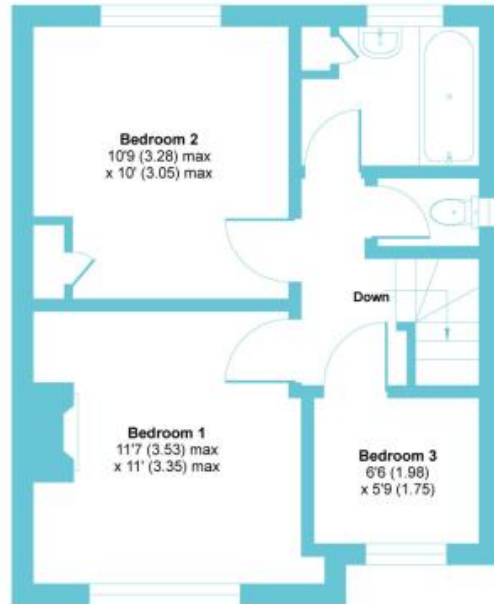 Bedroom 2
10'9 (3.28) max
x 10' (3.05) max
Down
Bedroom 1
11'7 (3.53) max
x 11' (3.35) max
Bedroom 3
6'6 (1.98)
x 5'9 (1.75)